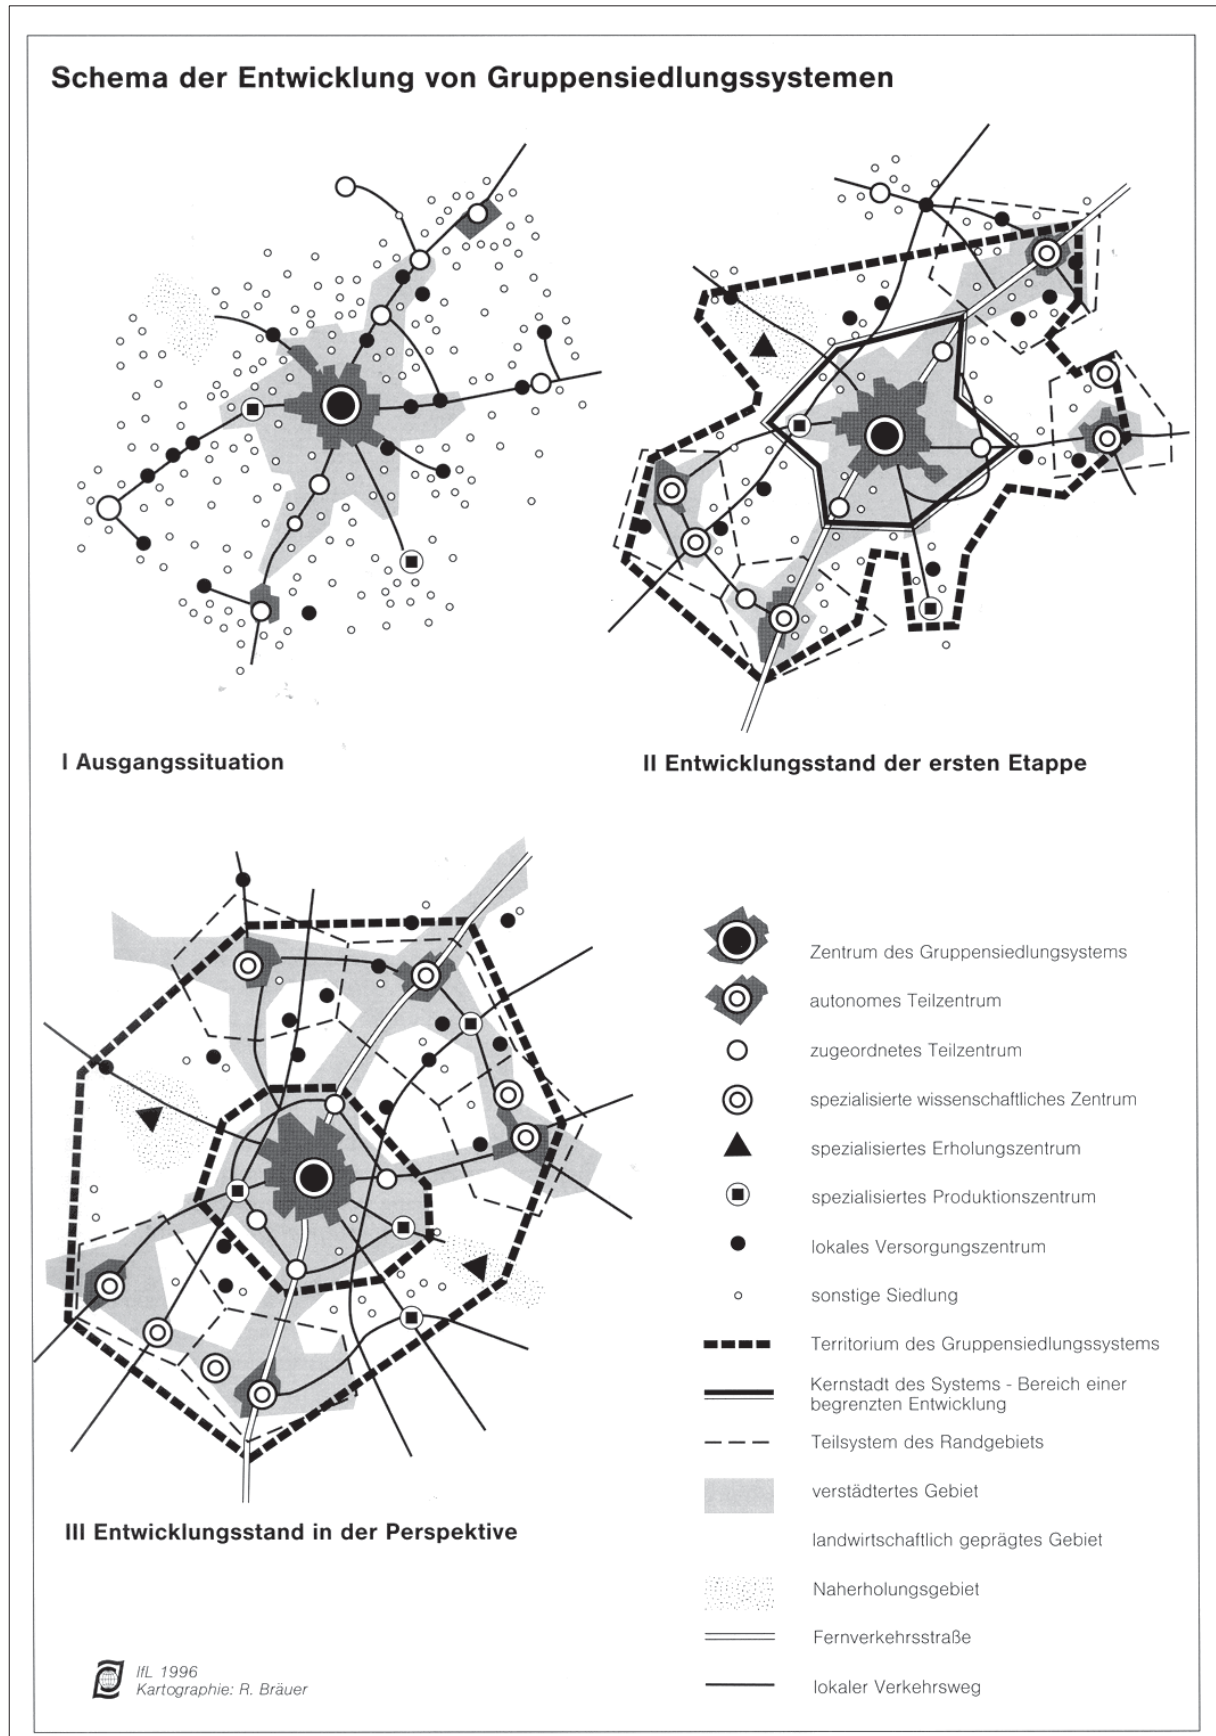 Schema der Entwicklung von Gruppensiedlungssystemen
I Ausgangssituation
II Entwicklungsstand der ersten Etappe
Zentrum des Gruppensiedlungsystems
autonomes Teilzentrum
zugeordnetes Teilzentrum
spezialisierte wissenschaftliches Zentrum
spezialisiertes Erholungszentrum
spezialisiertes Produktionszentrum
lokales Versorgungszentrum
sonstige Siedlung
Territorium des Gruppensiedlungssystems
Kernstadt des Systems - Bereich einer
begrenzten Entwicklung
Teilsystem des Randgebiets
verstädtertes Gebiet
landwirtschaftlich geprägtes Gebiet
Naherholungsgebiet
Fernverkehrsstraße
lokaler Verkehrsweg
III Entwicklungsstand in der Perspektive
IfL 1996
Kartographie: R. Bräuer